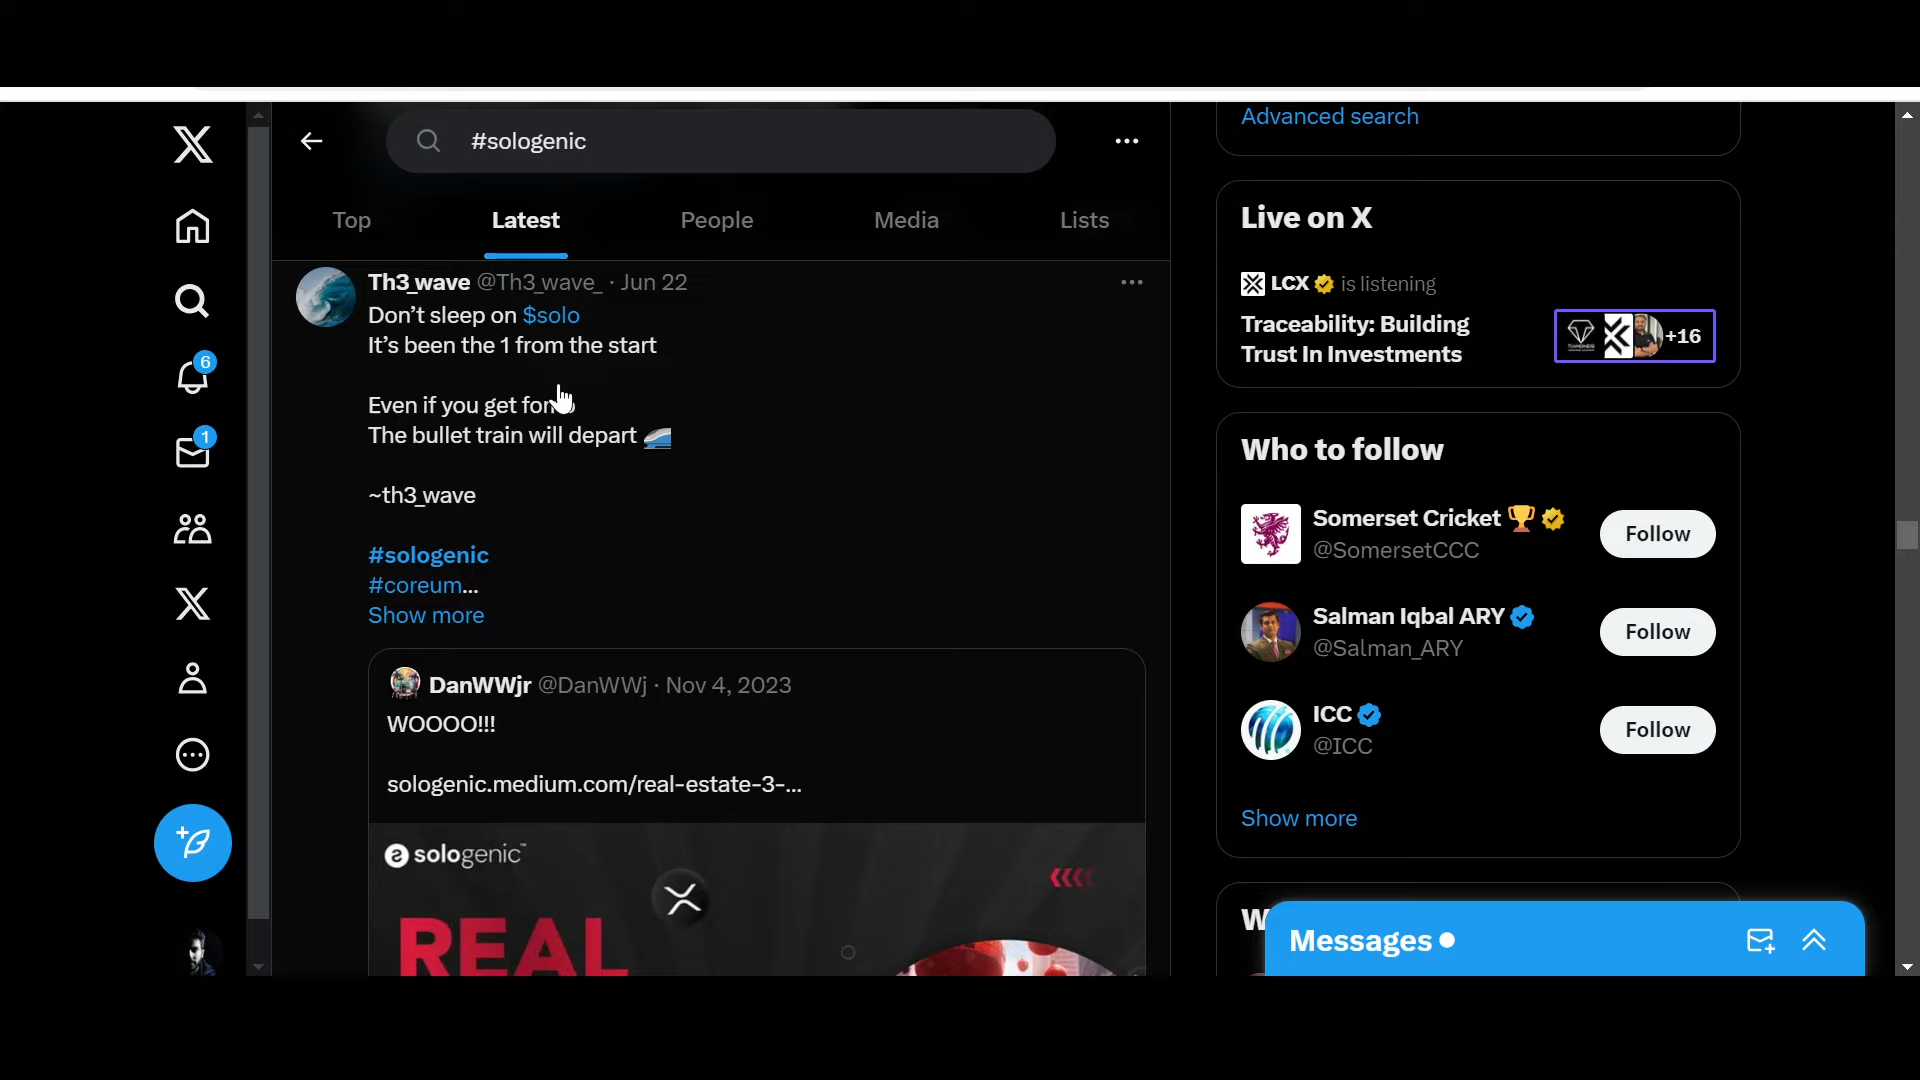 #sologenic
Top
Latest
People
Media
Lists
Th3_wave @Th3_wave_ · Jun 22
Don’t sleep on $solo
It’s been the 1 from the start
Even if you get
The bullet train will depart
~th3_wave
#sologenic
#coreum...
Show more
DanWWjr @DanWWj · Nov 4, 2023
WOOOO!!!
sologenic.medium.com/real-estate-3-...
sologenic™
REAL
6
1
Advanced search
Live on X
LCX is listening
Traceability: Building
Trust In Investments
+16
Who to follow
Somerset Cricket
@SomersetCCC
Follow
Salman Iqbal ARY
@Salman_ARY
Follow
ICC
@ICC
Follow
Show more
Messages